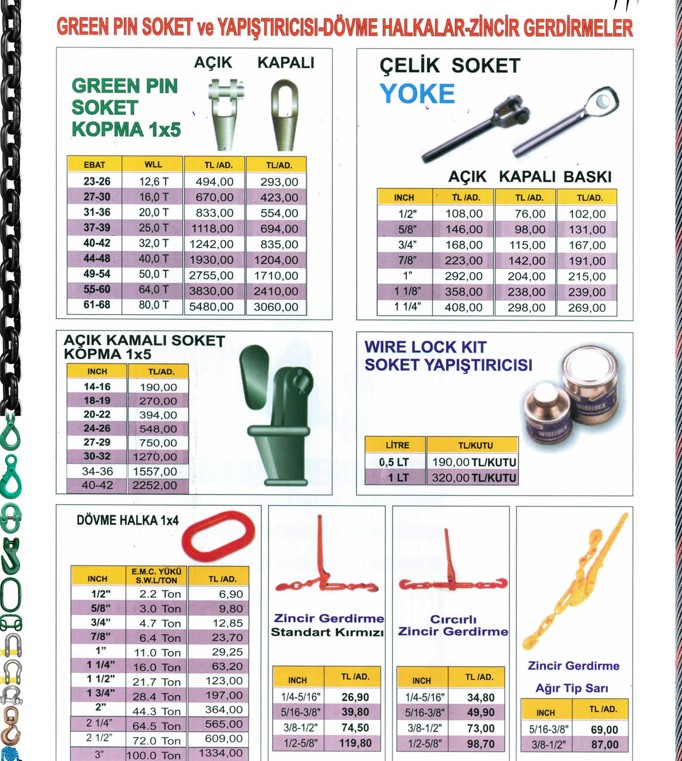 GREEN PIN SOKET ve YAPIŞTIRICISI-DÖVME HALKALAR-ZİNCİR GERDİRMELER
AÇIK KAPALI
GREEN PIN
SOKET
KOPMA 1x5
EBAT WLL TL /AD. TL/AD.
23-26 12,6 T 494,00 293,00
27-30 16,0 T 670,00 423,00
31-36 20,0 T 833,00 554,00
37-39 25,0 T 1118,00 694,00
40-42 32,0 T 1242,00 835,00
44-48 40,0 T 1930,00 1204,00
49-54 50,0 T 2755,00 1710,00
55-60 64,0 T 3830,00 2410,00
61-68 80,0 T 5480,00 3060,00
ÇELİK SOKET
YOKE
AÇIK KAPALI BASKI
INCH TL /AD. TL/AD. TL/AD.
1/2" 108,00 76,00 102,00
5/8" 146,00 98,00 131,00
3/4" 168,00 115,00 167,00
7/8" 223,00 142,00 191,00
1" 292,00 204,00 215,00
1 1/8" 358,00 238,00 239,00
1 1/4" 408,00 298,00 269,00
AÇIK KAMALI SOKET
KOPMA 1x5
INCH TL/AD.
14-16 190,00
18-19 270,00
20-22 394,00
24-26 548,00
27-29 750,00
30-32 1270,00
34-36 1557,00
40-42 2252,00
WIRE LOCK KIT
SOKET YAPIŞTIRICISI
WIRELOCK
LİTRE TL/KUTU
0,5 LT 190,00 TL/KUTU
1 LT 320,00 TL/KUTU
DÖVME HALKA 1x4
INCH E.M.C. YÜKÜ S.W.L/TON TL /AD.
1/2" 2.2 Ton 6,90
5/8" 3.0 Ton 9,80
3/4" 4.7 Ton 12,85
7/8" 6.4 Ton 23,70
1" 11.0 Ton 29,25
1 1/4" 16.0 Ton 63,20
1 1/2" 21.7 Ton 123,00
1 3/4" 28.4 Ton 197,00
2" 44.3 Ton 364,00
2 1/4" 64.5 Ton 565,00
2 1/2" 72.0 Ton 609,00
3" 100.0 Ton 1334,00
Zincir Gerdirme
Standart Kırmızı
INCH TL /AD.
1/4-5/16" 26,90
5/16-3/8" 39,80
3/8-1/2" 74,50
1/2-5/8" 119,80
Cırcırlı
Zincir Gerdirme
INCH TL /AD.
1/4-5/16" 34,80
5/16-3/8" 49,90
3/8-1/2" 73,00
1/2-5/8" 98,70
Zincir Gerdirme
Ağır Tip Sarı
INCH TL /AD.
5/16-3/8" 69,00
3/8-1/2" 87,00